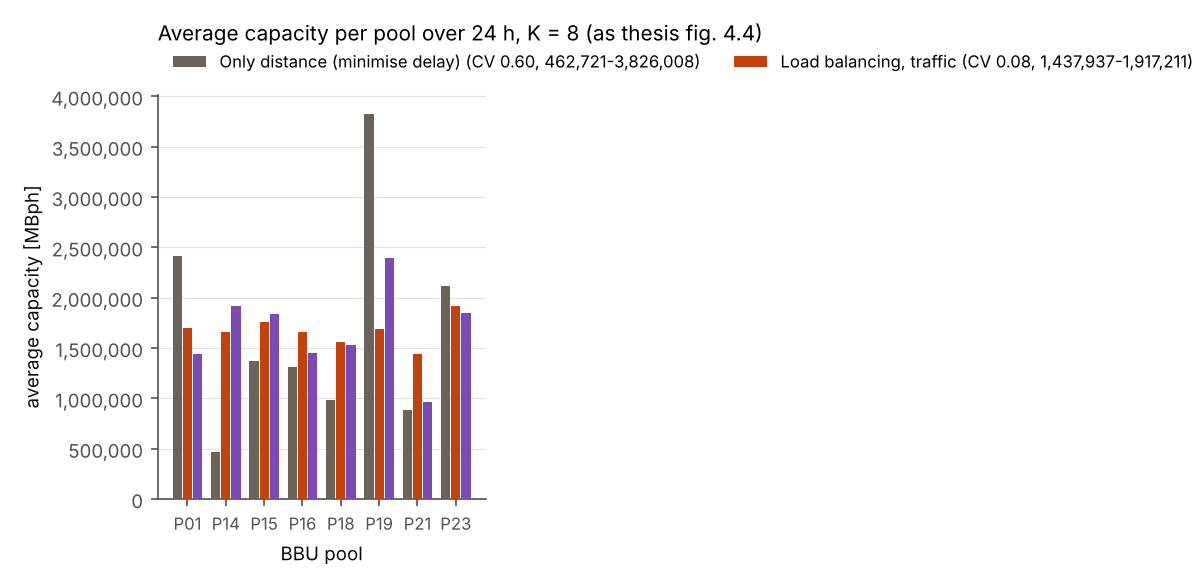 Average capacity per pool over 24 h, K = 8 (as thesis fig. 4.4)
Only distance (minimise delay) (CV 0.60, 462,721-3,826,008)
Load balancing, traffic (CV 0.08, 1,437,937-1,917,211)
average capacity [MBph]
4,000,000
3,500,000
3,000,000
2,500,000
2,000,000
1,500,000
1,000,000
500,000
0
P01 P14 P15 P16 P18 P19 P21 P23
BBU pool